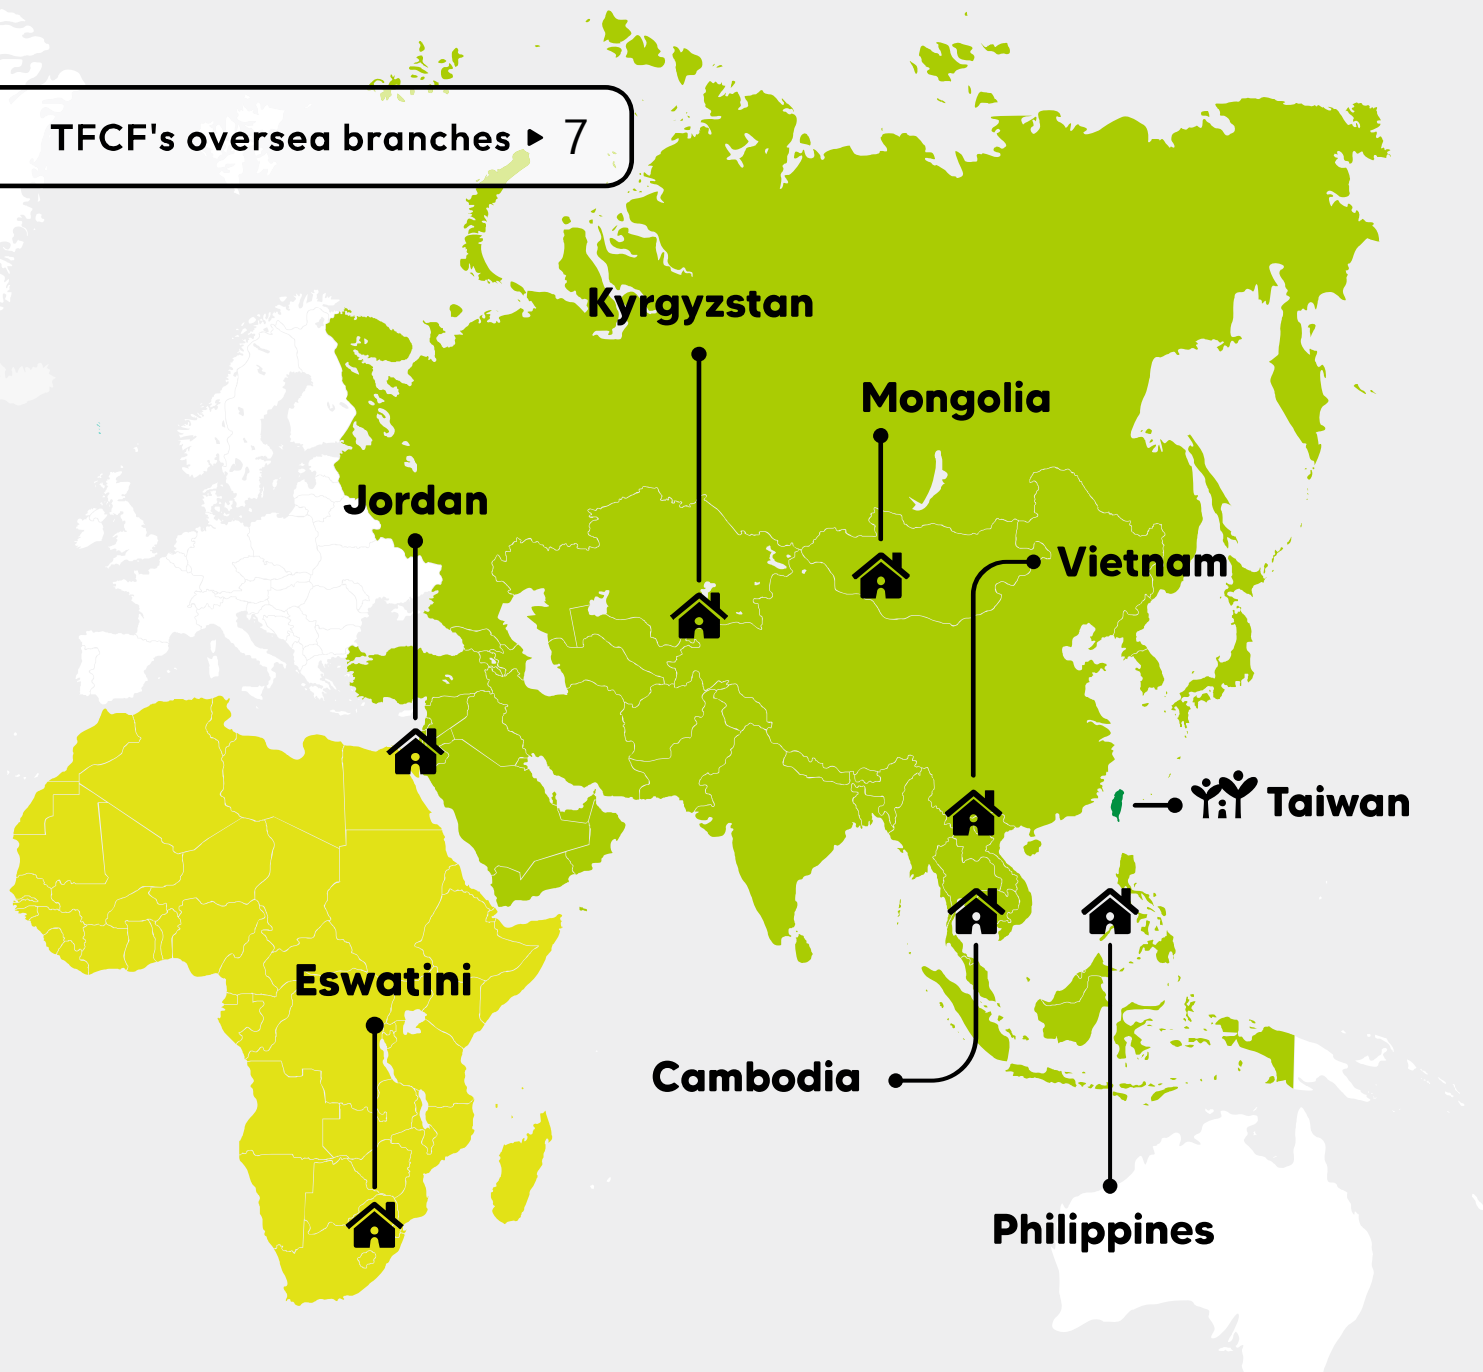 TFCF's oversea branches ▶ 7
Kyrgyzstan
Mongolia
Jordan
Vietnam
Taiwan
Eswatini
Cambodia
Philippines